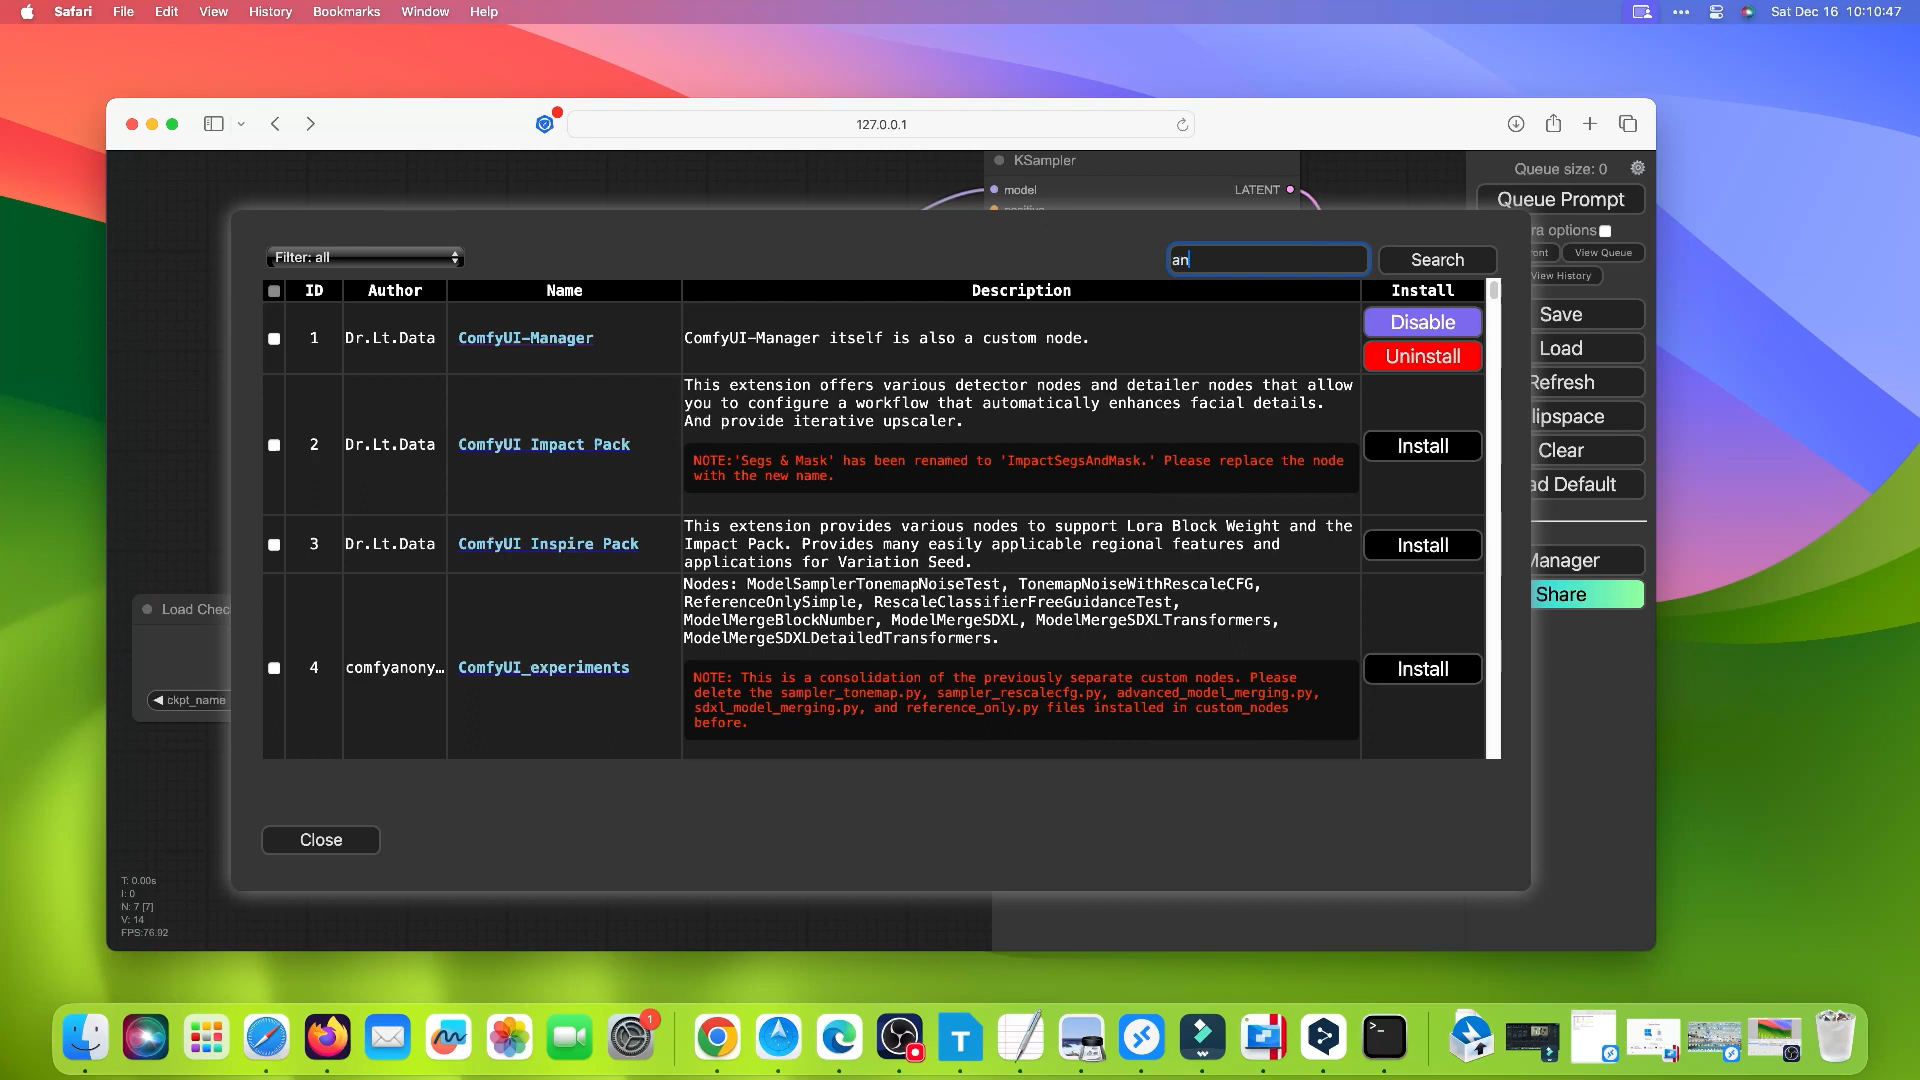 Safari File Edit View History Bookmarks Window Help
Sat Dec 16 10:10:47
127.0.0.1
KSampler
model LATENT
Queue size: 0
Queue Prompt
ra options
View Queue
View History
Filter: all
an
Search
ID Author Name Description Install
1 Dr.Lt.Data ComfyUI-Manager ComfyUI-Manager itself is also a custom node.
Disable
Uninstall
2 Dr.Lt.Data ComfyUI Impact Pack
This extension offers various detector nodes and detailer nodes that allow
you to configure a workflow that automatically enhances facial details.
And provide iterative upscaler.
NOTE:'Segs & Mask' has been renamed to 'ImpactSegsAndMask.' Please replace the node
with the new name.
Install
3 Dr.Lt.Data ComfyUI Inspire Pack
This extension provides various nodes to support Lora Block Weight and the
Impact Pack. Provides many easily applicable regional features and
applications for Variation Seed.
Install
4 comfyanony… ComfyUI_experiments
Nodes: ModelSamplerTonemapNoiseTest, TonemapNoiseWithRescaleCFG,
ReferenceOnlySimple, RescaleClassifierFreeGuidanceTest,
ModelMergeBlockNumber, ModelMergeSDXL, ModelMergeSDXLTransformers,
ModelMergeSDXLDetailedTransformers.
NOTE: This is a consolidation of the previously separate custom nodes. Please
delete the sampler_tonemap.py, sampler_rescalecfg.py, advanced_model_merging.py,
sdxl_model_merging.py, and reference_only.py files installed in custom_nodes
before.
Install
Save
Load
Refresh
lipspace
Clear
ad Default
Manager
Share
Load Chec
ckpt_name
Close
T: 0.00s
I: 0
N: 7 [7]
V: 14
FPS:76.92
1
T